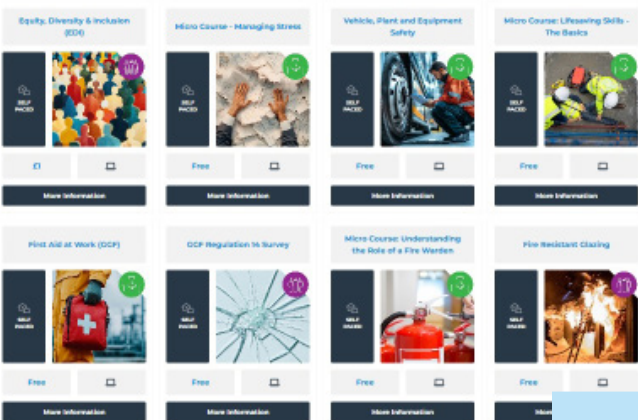 Equity, Diversity & Inclusion
(EDI)
Micro Course - Managing Stress
Vehicle, Plant and Equipment
Safety
Micro Course: Lifesaving Skills -
The Basics
SELF
PACED
SELF
PACED
SELF
PACED
SELF
PACED
£1
Free
Free
Free
More Information
More Information
More Information
More Information
First Aid at Work (GGF)
GGF Regulation 14 Survey
Micro Course: Understanding
the Role of a Fire Warden
Fire Resistant Glazing
SELF
PACED
SELF
PACED
SELF
PACED
SELF
PACED
Free
Free
Free
Free
More Information
More Information
More Information
More